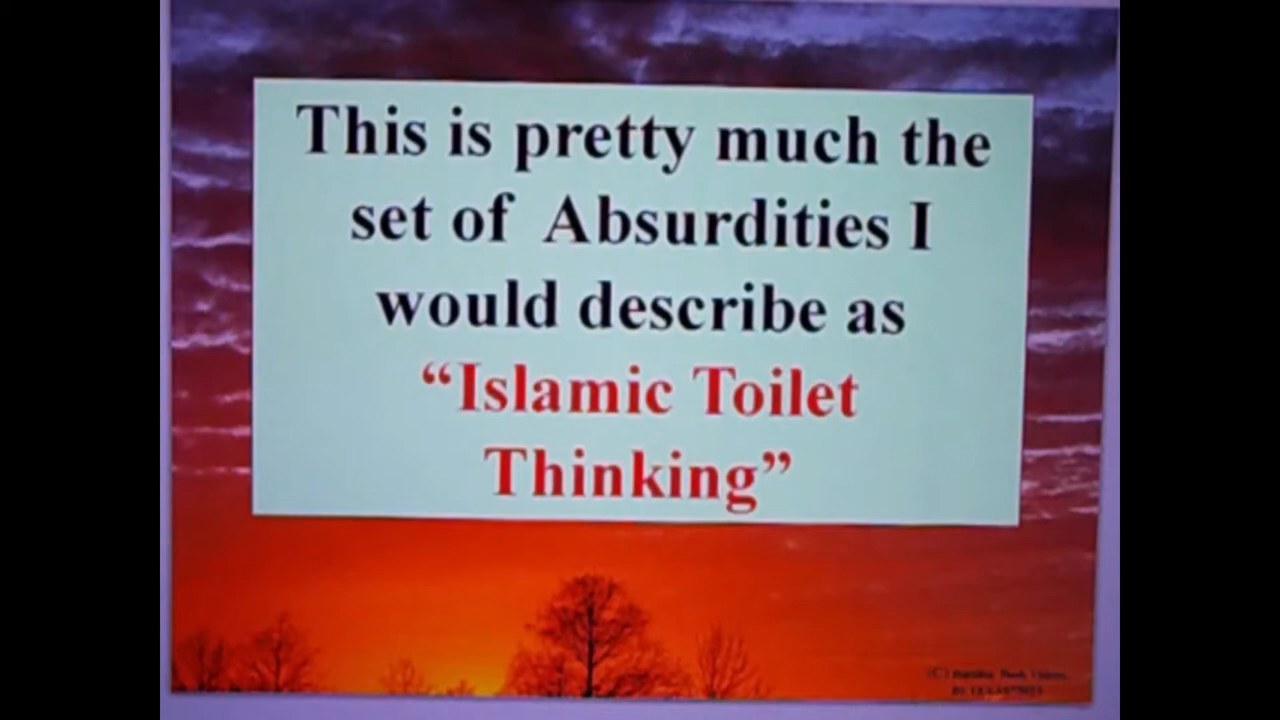 This is pretty much the
set of Absurdities I
would describe as
“Islamic Toilet
Thinking”